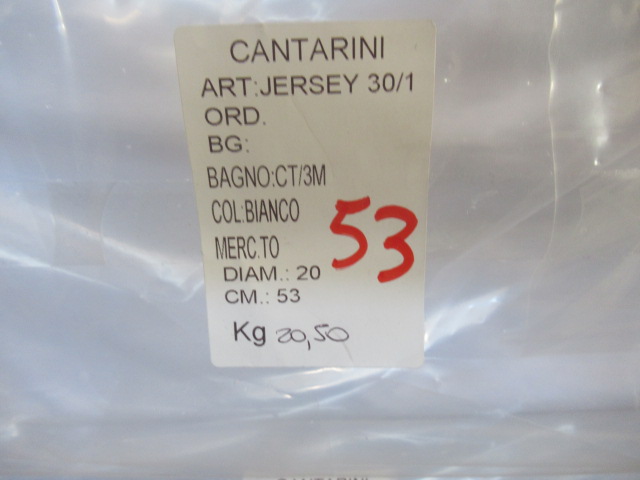 CANTARINI
ART:JERSEY 30/1
ORD.
BG:
BAGNO:CT/3M
COL:BIANCO
MERC.TO
53
DIAM.: 20
CM.: 53
Kg 20,50
CANTARINI